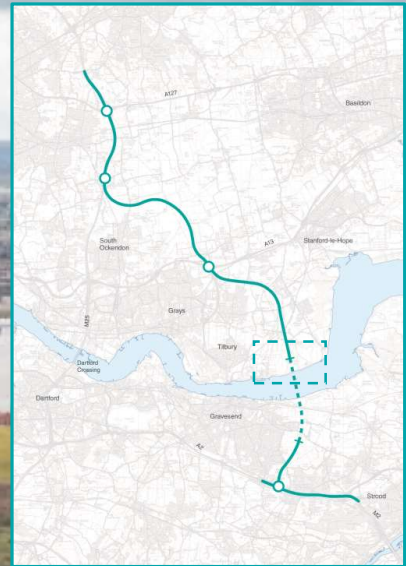 A127
Basildon
South
Ockendon
A13
Stanford-le-Hope
M25
Grays
Tilbury
Dartford
Crossing
Dartford
Gravesend
A2
Strood
M2